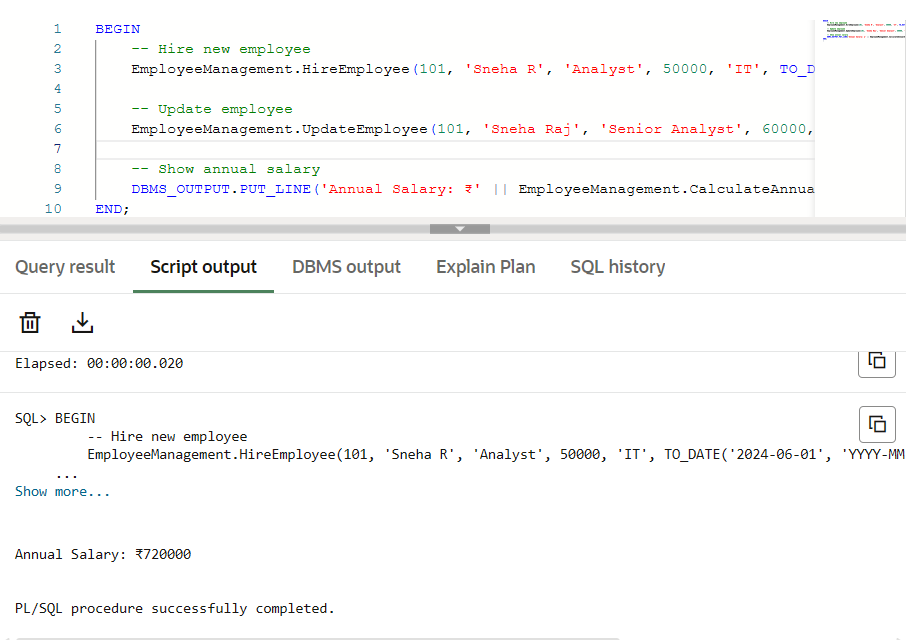 1 BEGIN
2 -- Hire new employee
3 EmployeeManagement.HireEmployee(101, 'Sneha R', 'Analyst', 50000, 'IT', TO_D
4
5 -- Update employee
6 EmployeeManagement.UpdateEmployee(101, 'Sneha Raj', 'Senior Analyst', 60000,
7
8 -- Show annual salary
9 DBMS_OUTPUT.PUT_LINE('Annual Salary: ₹' || EmployeeManagement.CalculateAnnua
10 END;
Query result Script output DBMS output Explain Plan SQL history
Elapsed: 00:00:00.020
SQL> BEGIN
-- Hire new employee
EmployeeManagement.HireEmployee(101, 'Sneha R', 'Analyst', 50000, 'IT', TO_DATE('2024-06-01', 'YYYY-MM
...
Show more...
Annual Salary: ₹720000
PL/SQL procedure successfully completed.